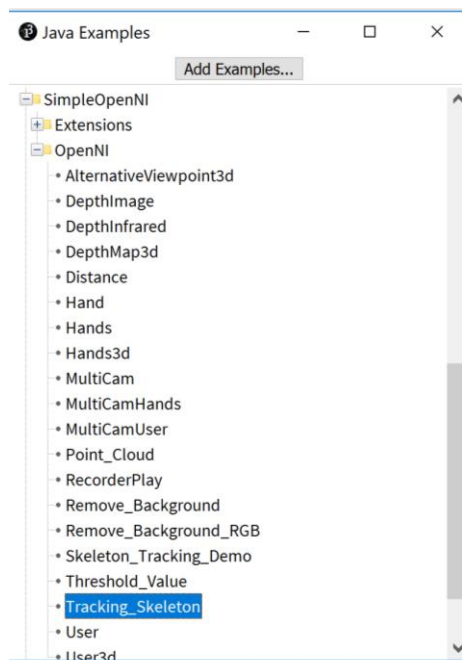 Java Examples
Add Examples...
SimpleOpenNI
Extensions
OpenNI
AlternativeViewpoint3d
DepthImage
DepthInfrared
DepthMap3d
Distance
Hand
Hands
Hands3d
MultiCam
MultiCamHands
MultiCamUser
Point_Cloud
RecorderPlay
Remove_Background
Remove_Background_RGB
Skeleton_Tracking_Demo
Threshold_Value
Tracking_Skeleton
User
User3d